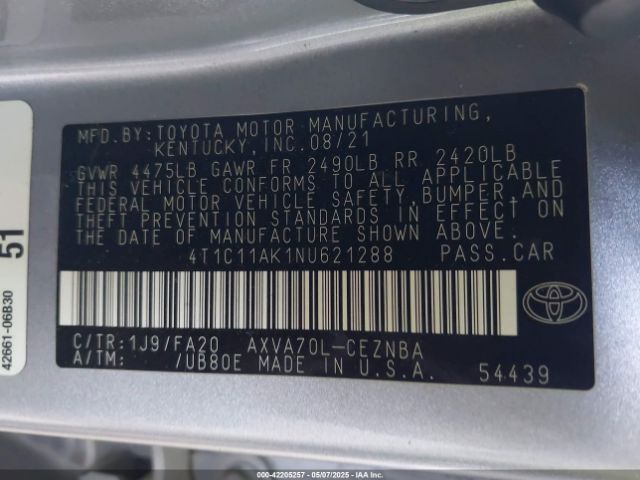 MFD.BY: TOYOTA MOTOR MANUFACTURING,
KENTUCKY, INC. 08/21
GVWR 4475LB GAWR FR 2490LB RR 2420LB
THIS VEHICLE CONFORMS TO ALL APPLICABLE
FEDERAL MOTOR VEHICLE SAFETY, BUMPER, AND
THEFT PREVENTION STANDARDS IN EFFECT ON
THE DATE OF MANUFACTURE SHOWN ABOVE.
4T1C11AK1NU621288 PASS.CAR
C/TR: 1J9/FA20 AXVA70L-CEZNBA
A/TM: /UB80E MADE IN U.S.A. 54439
42661-06B30
51
000-42205257 - 05/07/2025 - IAAI